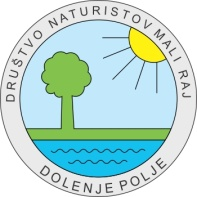 DRUŠTVO NATURISTOV MALI RAJ
DOLENJE POLJE